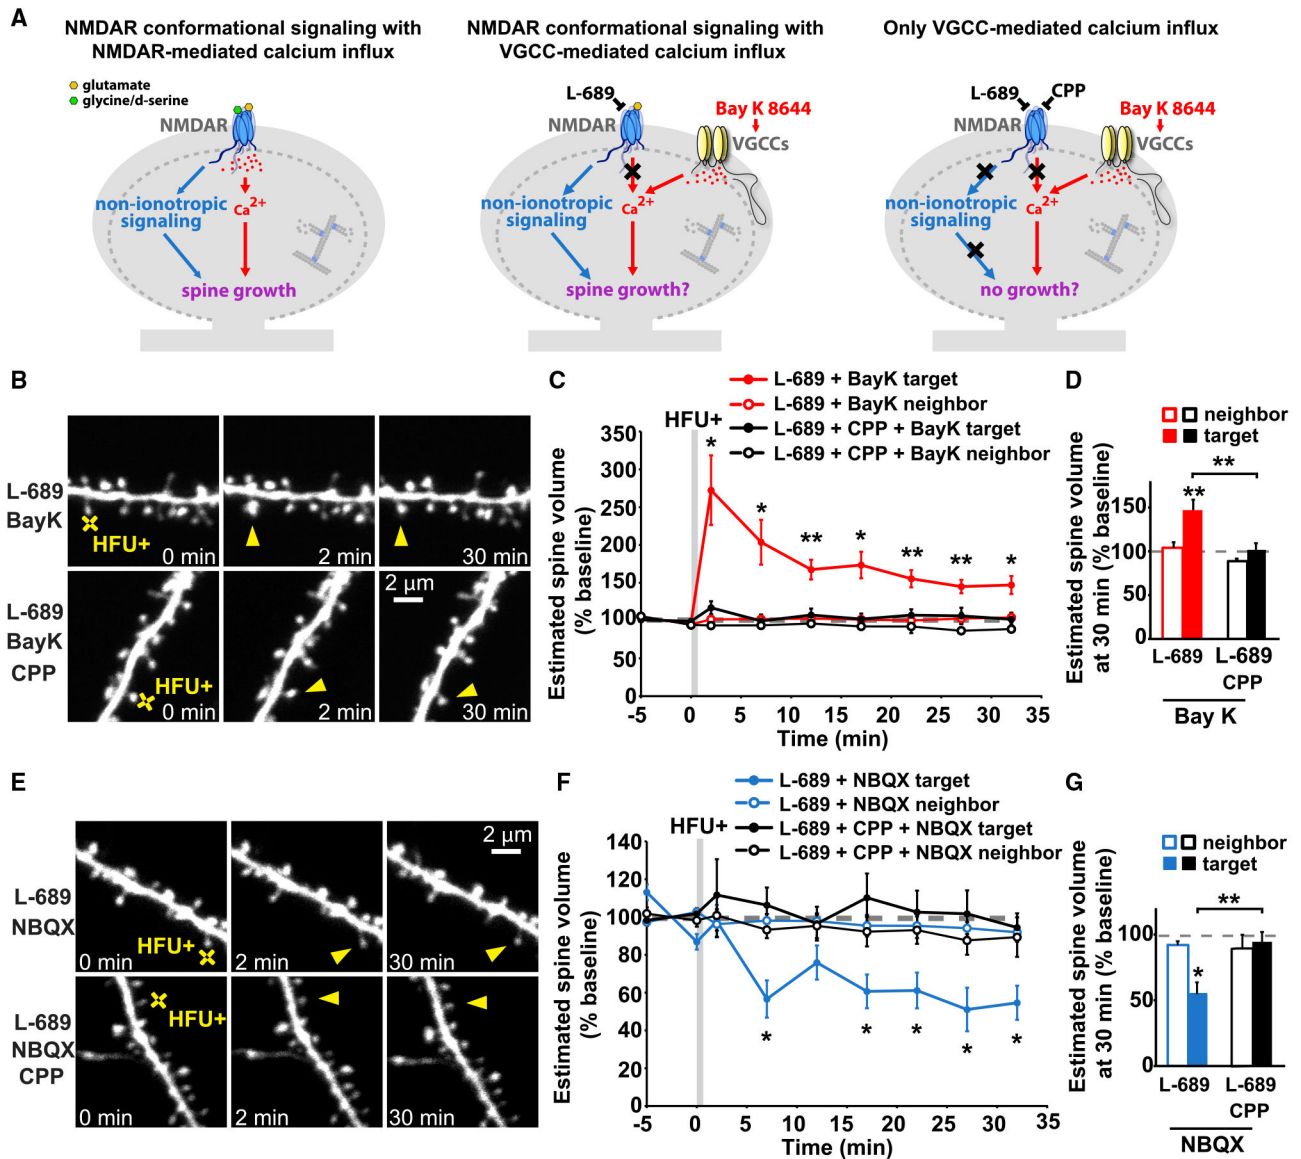 A
NMDAR conformational signaling with
NMDAR-mediated calcium influx
glutamate
glycine/d-serine
NMDAR
non-ionotropic
signaling
Ca2+
spine growth
NMDAR conformational signaling with
VGCC-mediated calcium influx
L-689
NMDAR
Bay K 8644
VGCCs
non-ionotropic
signaling
Ca2+
spine growth?
Only VGCC-mediated calcium influx
L-689
CPP
NMDAR
Bay K 8644
VGCCs
non-ionotropic
signaling
Ca2+
no growth?
B
L-689
BayK
HFU+
0 min
2 min
30 min
L-689
BayK
CPP
HFU+
0 min
2 min
2 µm
30 min
C
L-689 + BayK target
L-689 + BayK neighbor
L-689 + CPP + BayK target
L-689 + CPP + BayK neighbor
HFU+
Estimated spine volume
(% baseline)
350
300
250
200
150
100
50
0
* * ** * ** ** *
-5 0 5 10 15 20 25 30 35
Time (min)
D
neighbor
target
**
**
Estimated spine volume
at 30 min (% baseline)
150
100
50
0
L-689
L-689
CPP
Bay K
E
L-689
NBQX
HFU+
0 min
2 min
2 µm
30 min
L-689
NBQX
CPP
HFU+
0 min
2 min
30 min
F
L-689 + NBQX target
L-689 + NBQX neighbor
L-689 + CPP + NBQX target
L-689 + CPP + NBQX neighbor
HFU+
Estimated spine volume
(% baseline)
140
120
100
80
60
40
20
0
* * * * *
-5 0 5 10 15 20 25 30 35
Time (min)
G
neighbor
target
**
*
Estimated spine volume
at 30 min (% baseline)
100
50
0
L-689
L-689
CPP
NBQX